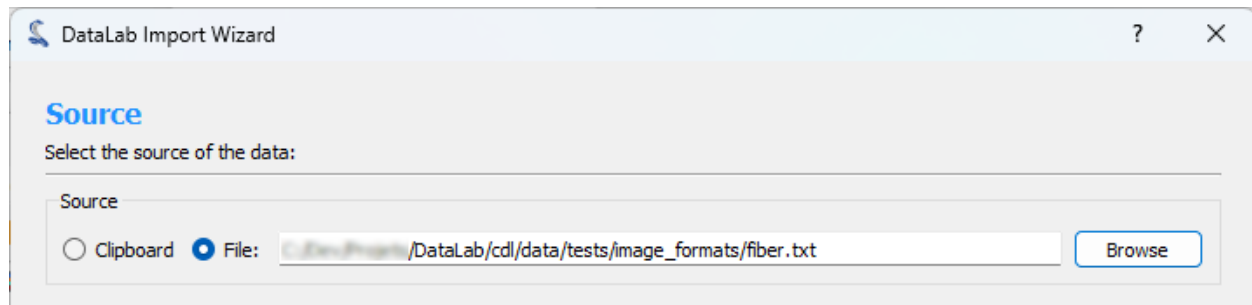 DataLab Import Wizard ? ×
Source
Select the source of the data:
Source
Clipboard File: /DataLab/cdl/data/tests/image_formats/fiber.txt Browse